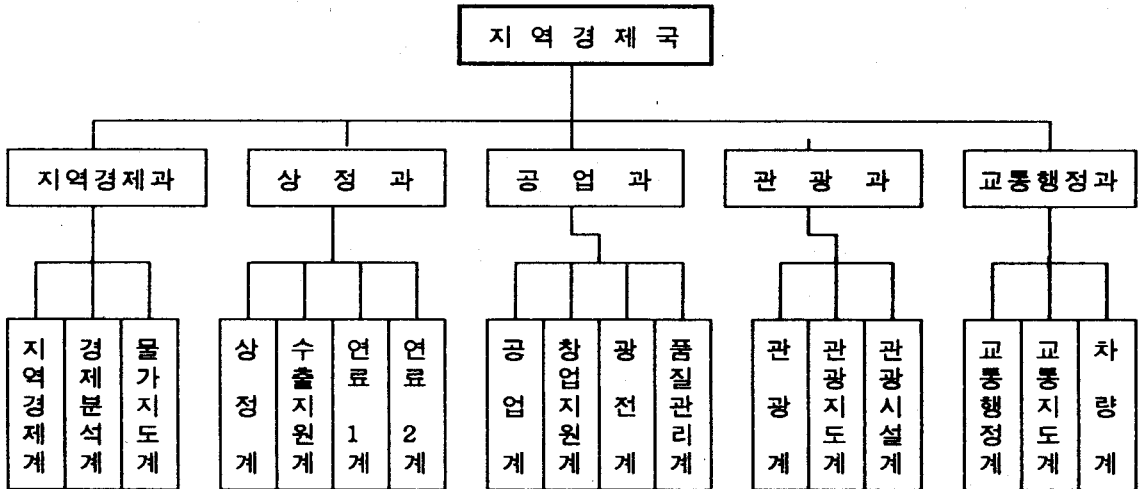 지역경제국
지역경제과
상정과
공업과
관광과
교통행정과
지역경제계
경제분석계
물가지도계
상정계
수출지원계
연료1계
연료2계
공업계
창업지원계
광전계
품질관리계
관광계
관광지도계
관광시설계
교통행정계
교통지도계
차량계